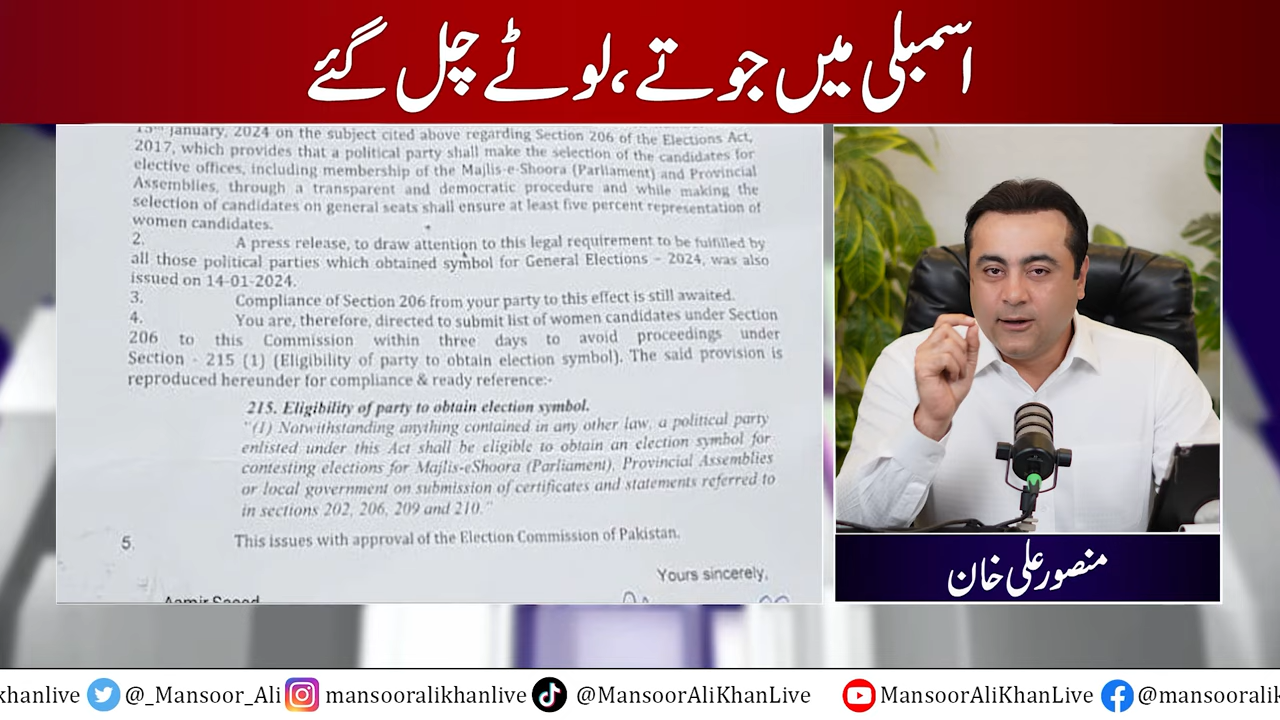 اسمبلی میں جوتے، لوٹے چل گئے
January, 2024 on the subject cited above regarding Section 206 of the Elections Act,
2017, which provides that a political party shall make the selection of the candidates for
elective offices, including membership of the Majlis-e-Shoora (Parliament) and Provincial
Assemblies, through a transparent and democratic procedure and while making the
selection of candidates on general seats shall ensure at least five percent representation of
women candidates.
2. A press release, to draw attention to this legal requirement to be fulfilled by
all those political parties which obtained symbol for General Elections - 2024, was also
issued on 14-01-2024.
3. Compliance of Section 206 from your party to this effect is still awaited.
4. You are, therefore, directed to submit list of women candidates under Section
206 to this Commission within three days to avoid proceedings under
Section - 215 (1) (Eligibility of party to obtain election symbol). The said provision is
reproduced hereunder for compliance & ready reference:-
215. Eligibility of party to obtain election symbol.
"(1) Notwithstanding anything contained in any other law, a political party
enlisted under this Act shall be eligible to obtain an election symbol for
contesting elections for Majlis-eShoora (Parliament), Provincial Assemblies
or local government on submission of certificates and statements referred to
in sections 202, 206, 209 and 210."
5. This issues with approval of the Election Commission of Pakistan.
Yours sincerely,
منصور علی خان
khanlive @_Mansoor_Ali mansooralikhanlive @MansoorAliKhanLive MansoorAliKhanLive @mansooralik